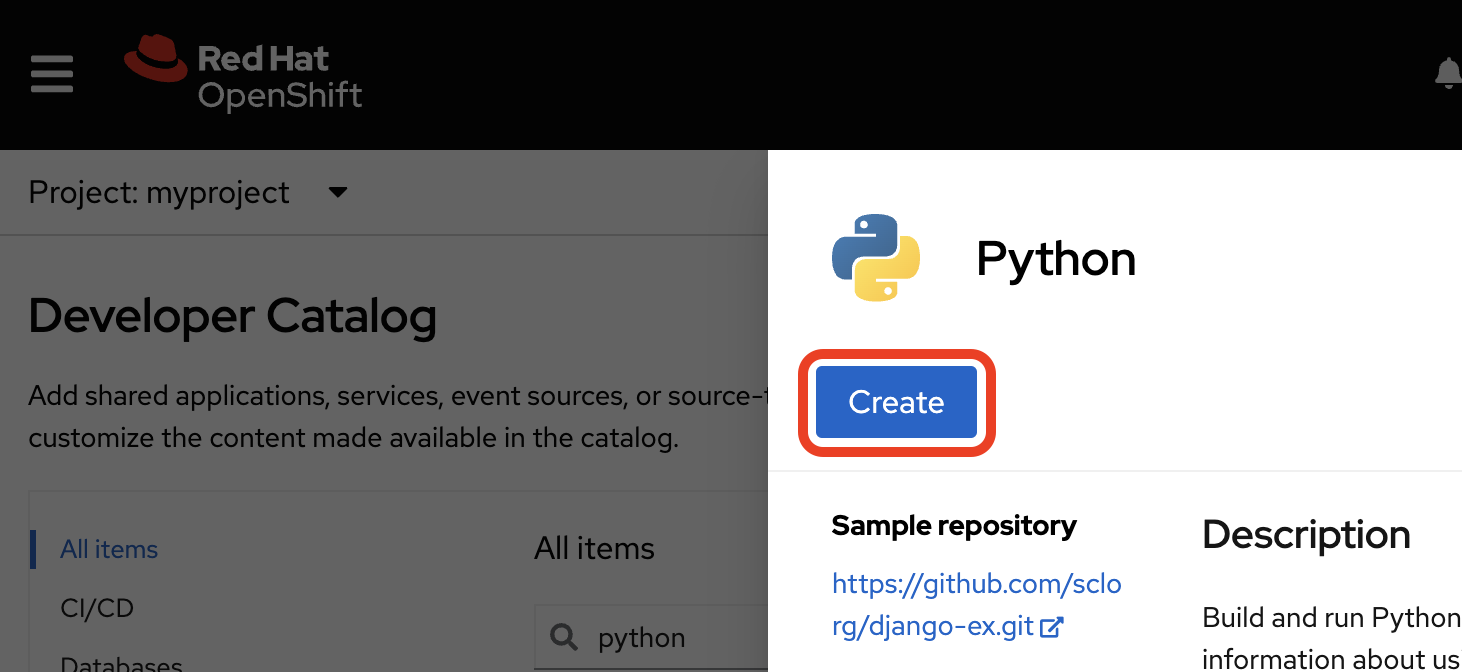 Red Hat
OpenShift
Project: myproject
Developer Catalog
Add shared applications, services, event sources, or source-
customize the content made available in the catalog.
All items
CI/CD
Databases
All items
python
Python
Create
Sample repository
https://github.com/sclo
rg/django-ex.git
Description
Build and run Python
information about us